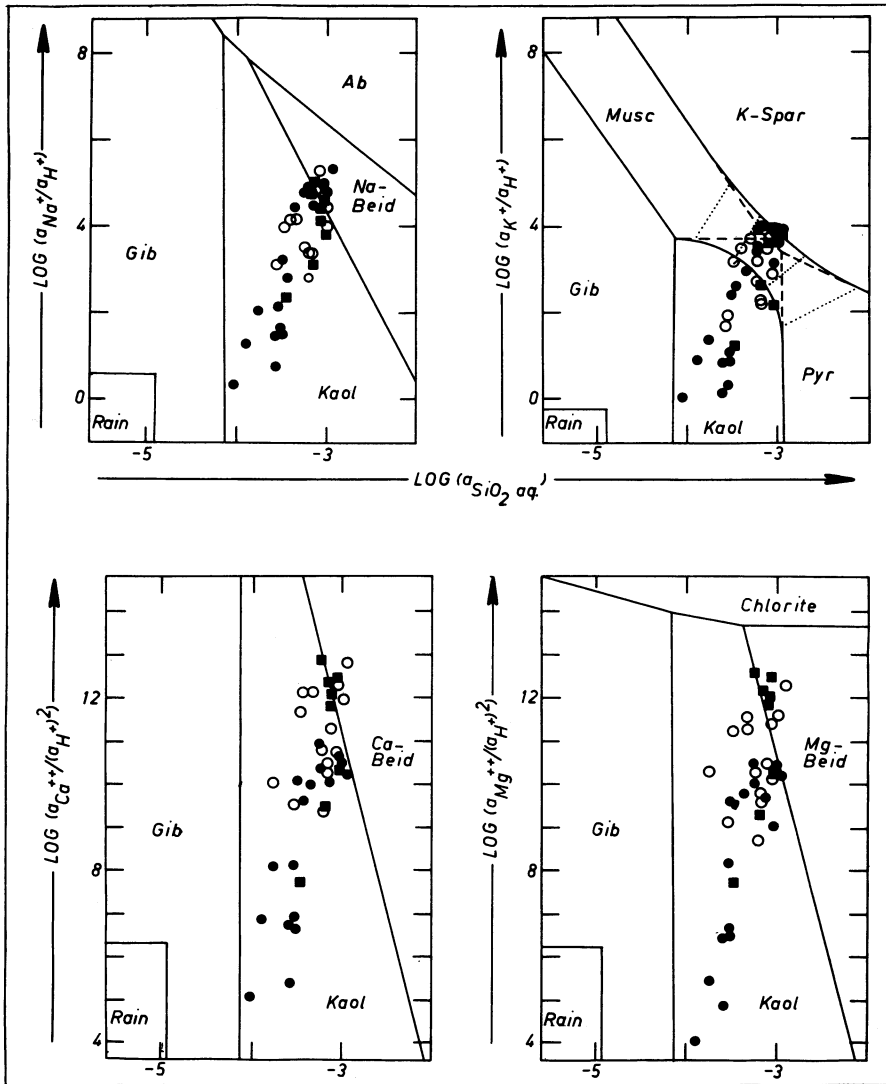 8
4
0
LOG (aNa+/aH+)
Ab
Na-
Beid
Gib
Kaol
Rain
-5
-3
8
4
0
LOG (aK+/aH+)
Musc
K-Spar
Gib
Kaol
Pyr
Rain
-5
-3
LOG (aSiO2 aq.)
12
8
4
LOG (aCa++/(aH+)2)
Ca-
Beid
Gib
Kaol
Rain
-5
-3
LOG (aMg++/(aH+)2)
Chlorite
Mg-
Beid
Gib
Kaol
Rain
-5
-3